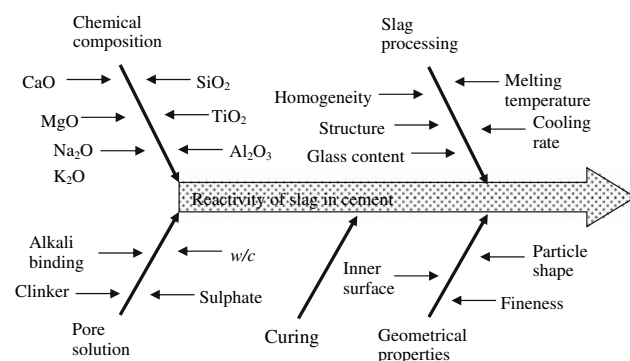 Chemical
composition
CaO
SiO₂
MgO
TiO₂
Na₂O
K₂O
Al₂O₃
Slag
processing
Homogeneity
Melting
temperature
Structure
Cooling
rate
Glass content
Reactivity of slag in cement
Alkali
binding
w/c
Clinker
Sulphate
Pore
solution
Curing
Inner
surface
Particle
shape
Fineness
Geometrical
properties